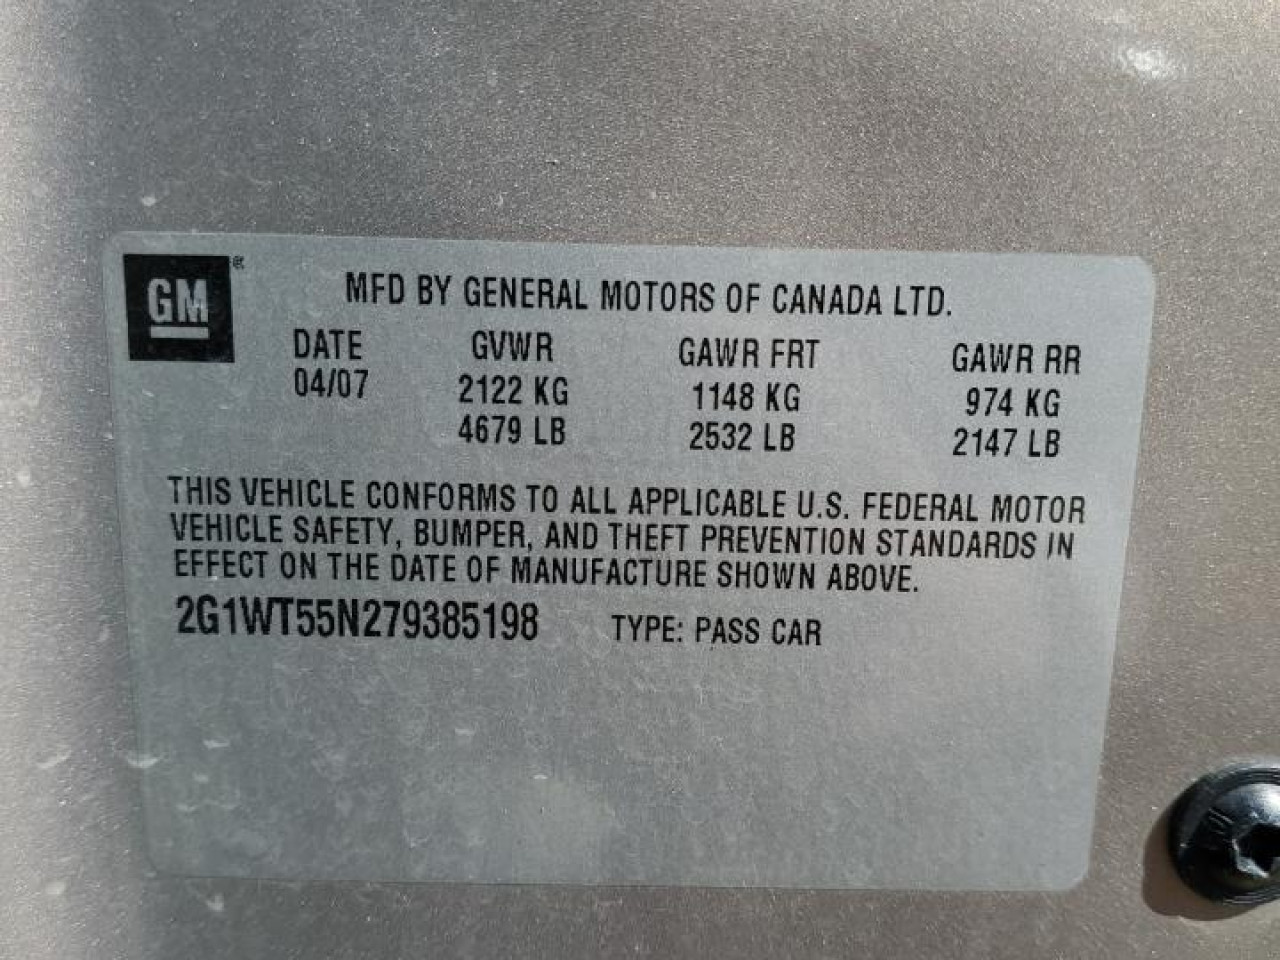 GM®
MFD BY GENERAL MOTORS OF CANADA LTD.
DATE GVWR GAWR FRT GAWR RR
04/07 2122 KG 1148 KG 974 KG
4679 LB 2532 LB 2147 LB
THIS VEHICLE CONFORMS TO ALL APPLICABLE U.S. FEDERAL MOTOR
VEHICLE SAFETY, BUMPER, AND THEFT PREVENTION STANDARDS IN
EFFECT ON THE DATE OF MANUFACTURE SHOWN ABOVE.
2G1WT55N279385198 TYPE: PASS CAR